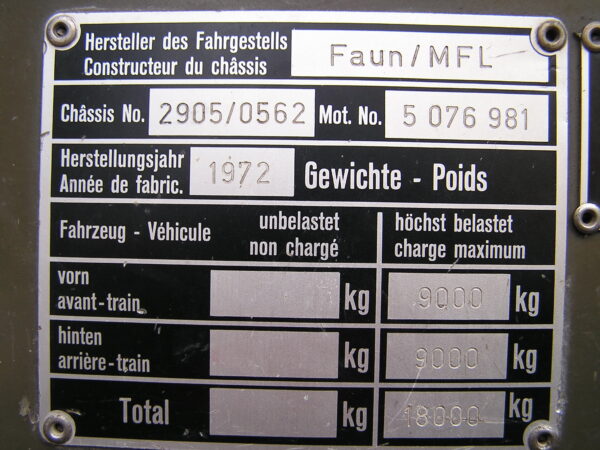 Hersteller des Fahrgestells
Constructeur du châssis
Faun/MFL
Châssis No. 2905/0562 Mot. No. 5 076 981
Herstellungsjahr
Année de fabric.
1972 Gewichte - Poids
Fahrzeug - Véhicule
unbelastet
non chargé
höchst belastet
charge maximum
vorn
avant-train
kg 9000 kg
hinten
arrière-train
kg 9000 kg
Total kg 18000 kg